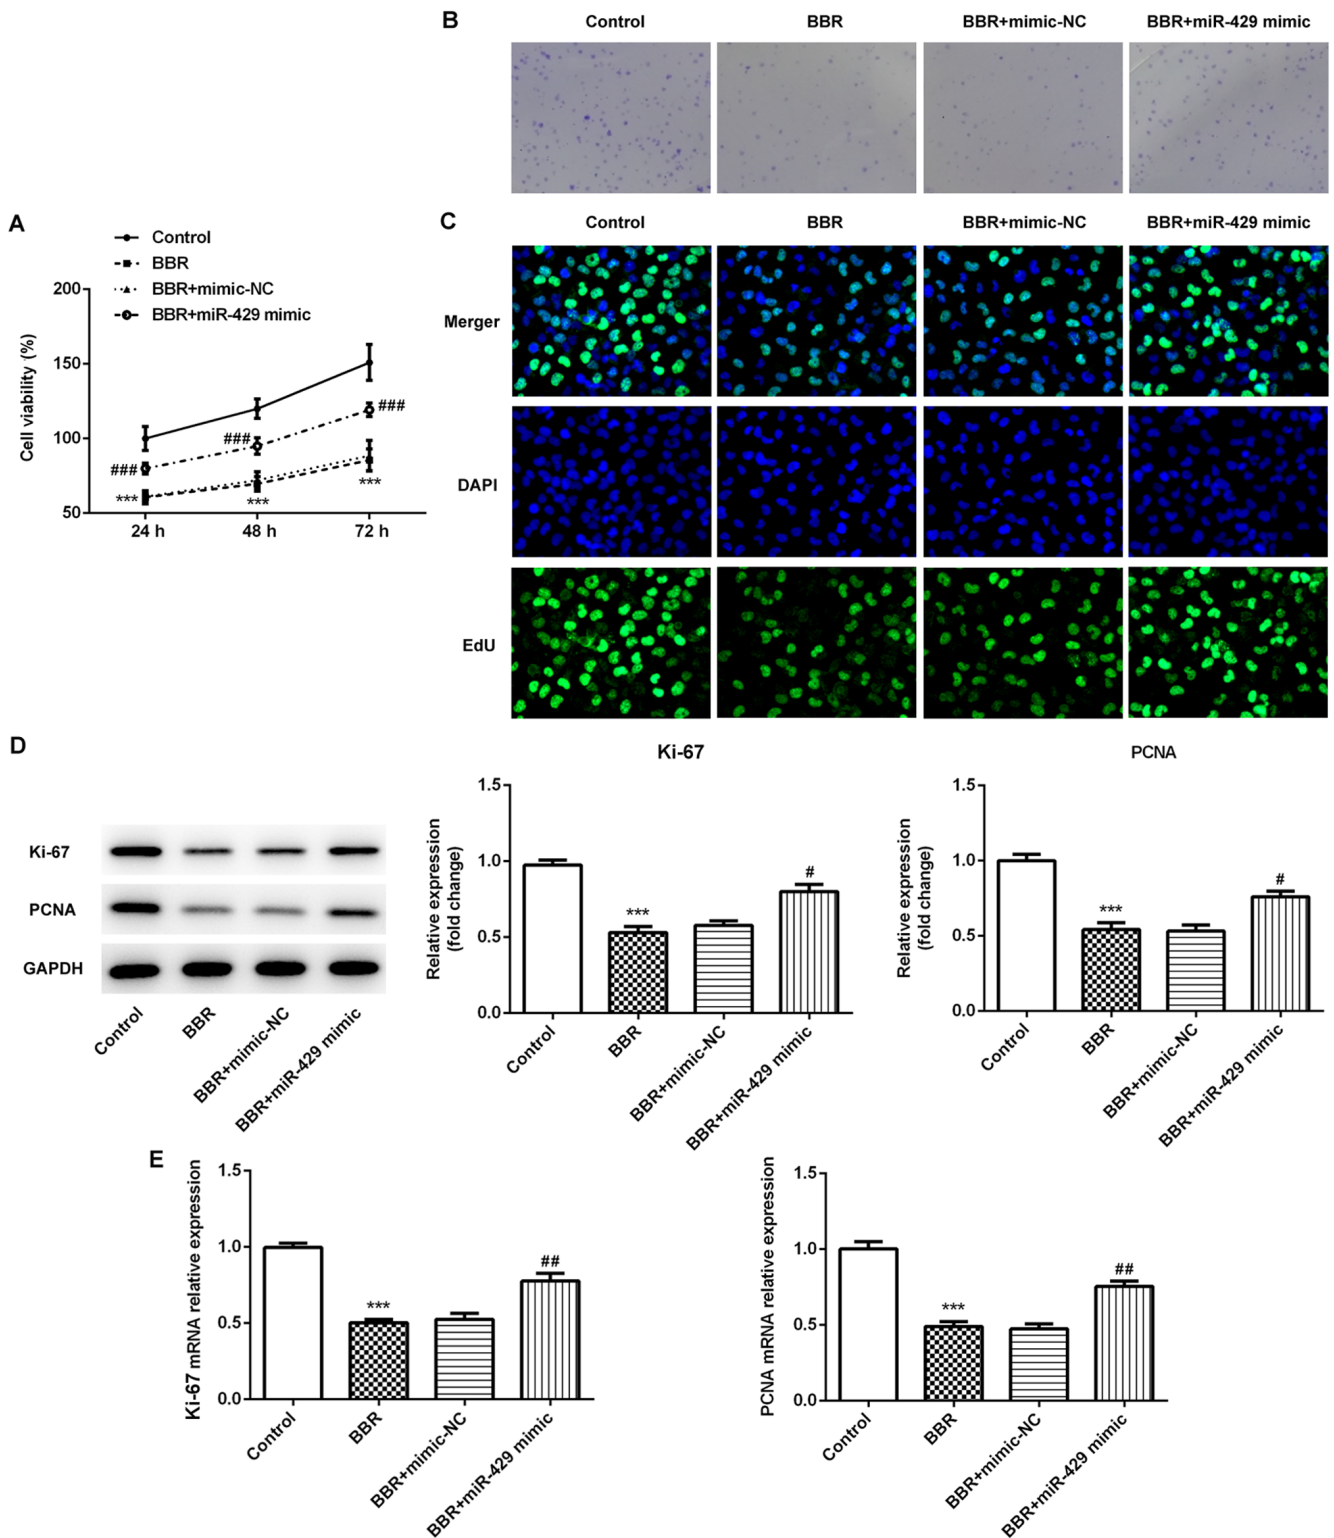 B
Control
BBR
BBR+mimic-NC
BBR+miR-429 mimic
A
Control
BBR
BBR+mimic-NC
BBR+miR-429 mimic
Cell viability (%)
200
150
100
50
###
###
###
***
***
***
24 h
48 h
72 h
C
Control
BBR
BBR+mimic-NC
BBR+miR-429 mimic
Merger
DAPI
EdU
D
Ki-67
PCNA
GAPDH
Control
BBR
BBR+mimic-NC
BBR+miR-429 mimic
Ki-67
Relative expression
(fold change)
1.5
1.0
0.5
0.0
***
#
Control
BBR
BBR+mimic-NC
BBR+miR-429 mimic
PCNA
Relative expression
(fold change)
1.5
1.0
0.5
0.0
***
#
Control
BBR
BBR+mimic-NC
BBR+miR-429 mimic
E
Ki-67 mRNA relative expression
1.5
1.0
0.5
0.0
***
##
Control
BBR
BBR+mimic-NC
BBR+miR-429 mimic
PCNA mRNA relative expression
1.5
1.0
0.5
0.0
***
##
Control
BBR
BBR+mimic-NC
BBR+miR-429 mimic